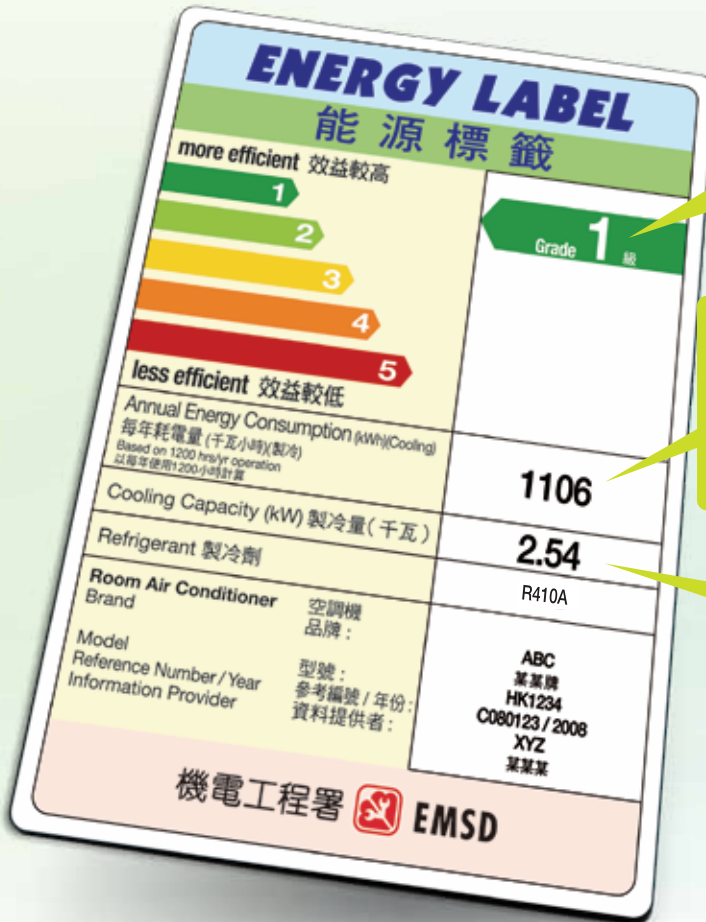 ENERGY LABEL
能源標籤
more efficient 效益較高
1
2
3
4
5
less efficient 效益較低
Grade 1 級
Annual Energy Consumption (kWh)(Cooling)
每年耗電量 (千瓦小時)(製冷)
Based on 1200 hrs/yr operation
以每年使用1200小時計算
1106
Cooling Capacity (kW) 製冷量(千瓦)
2.54
Refrigerant 製冷劑
R410A
Room Air Conditioner 空調機
Brand 品牌:
ABC
某某牌
Model 型號:
HK1234
Reference Number / Year 參考編號 / 年份:
C080123 / 2008
Information Provider 資料提供者:
XYZ
某某某
機電工程署 EMSD